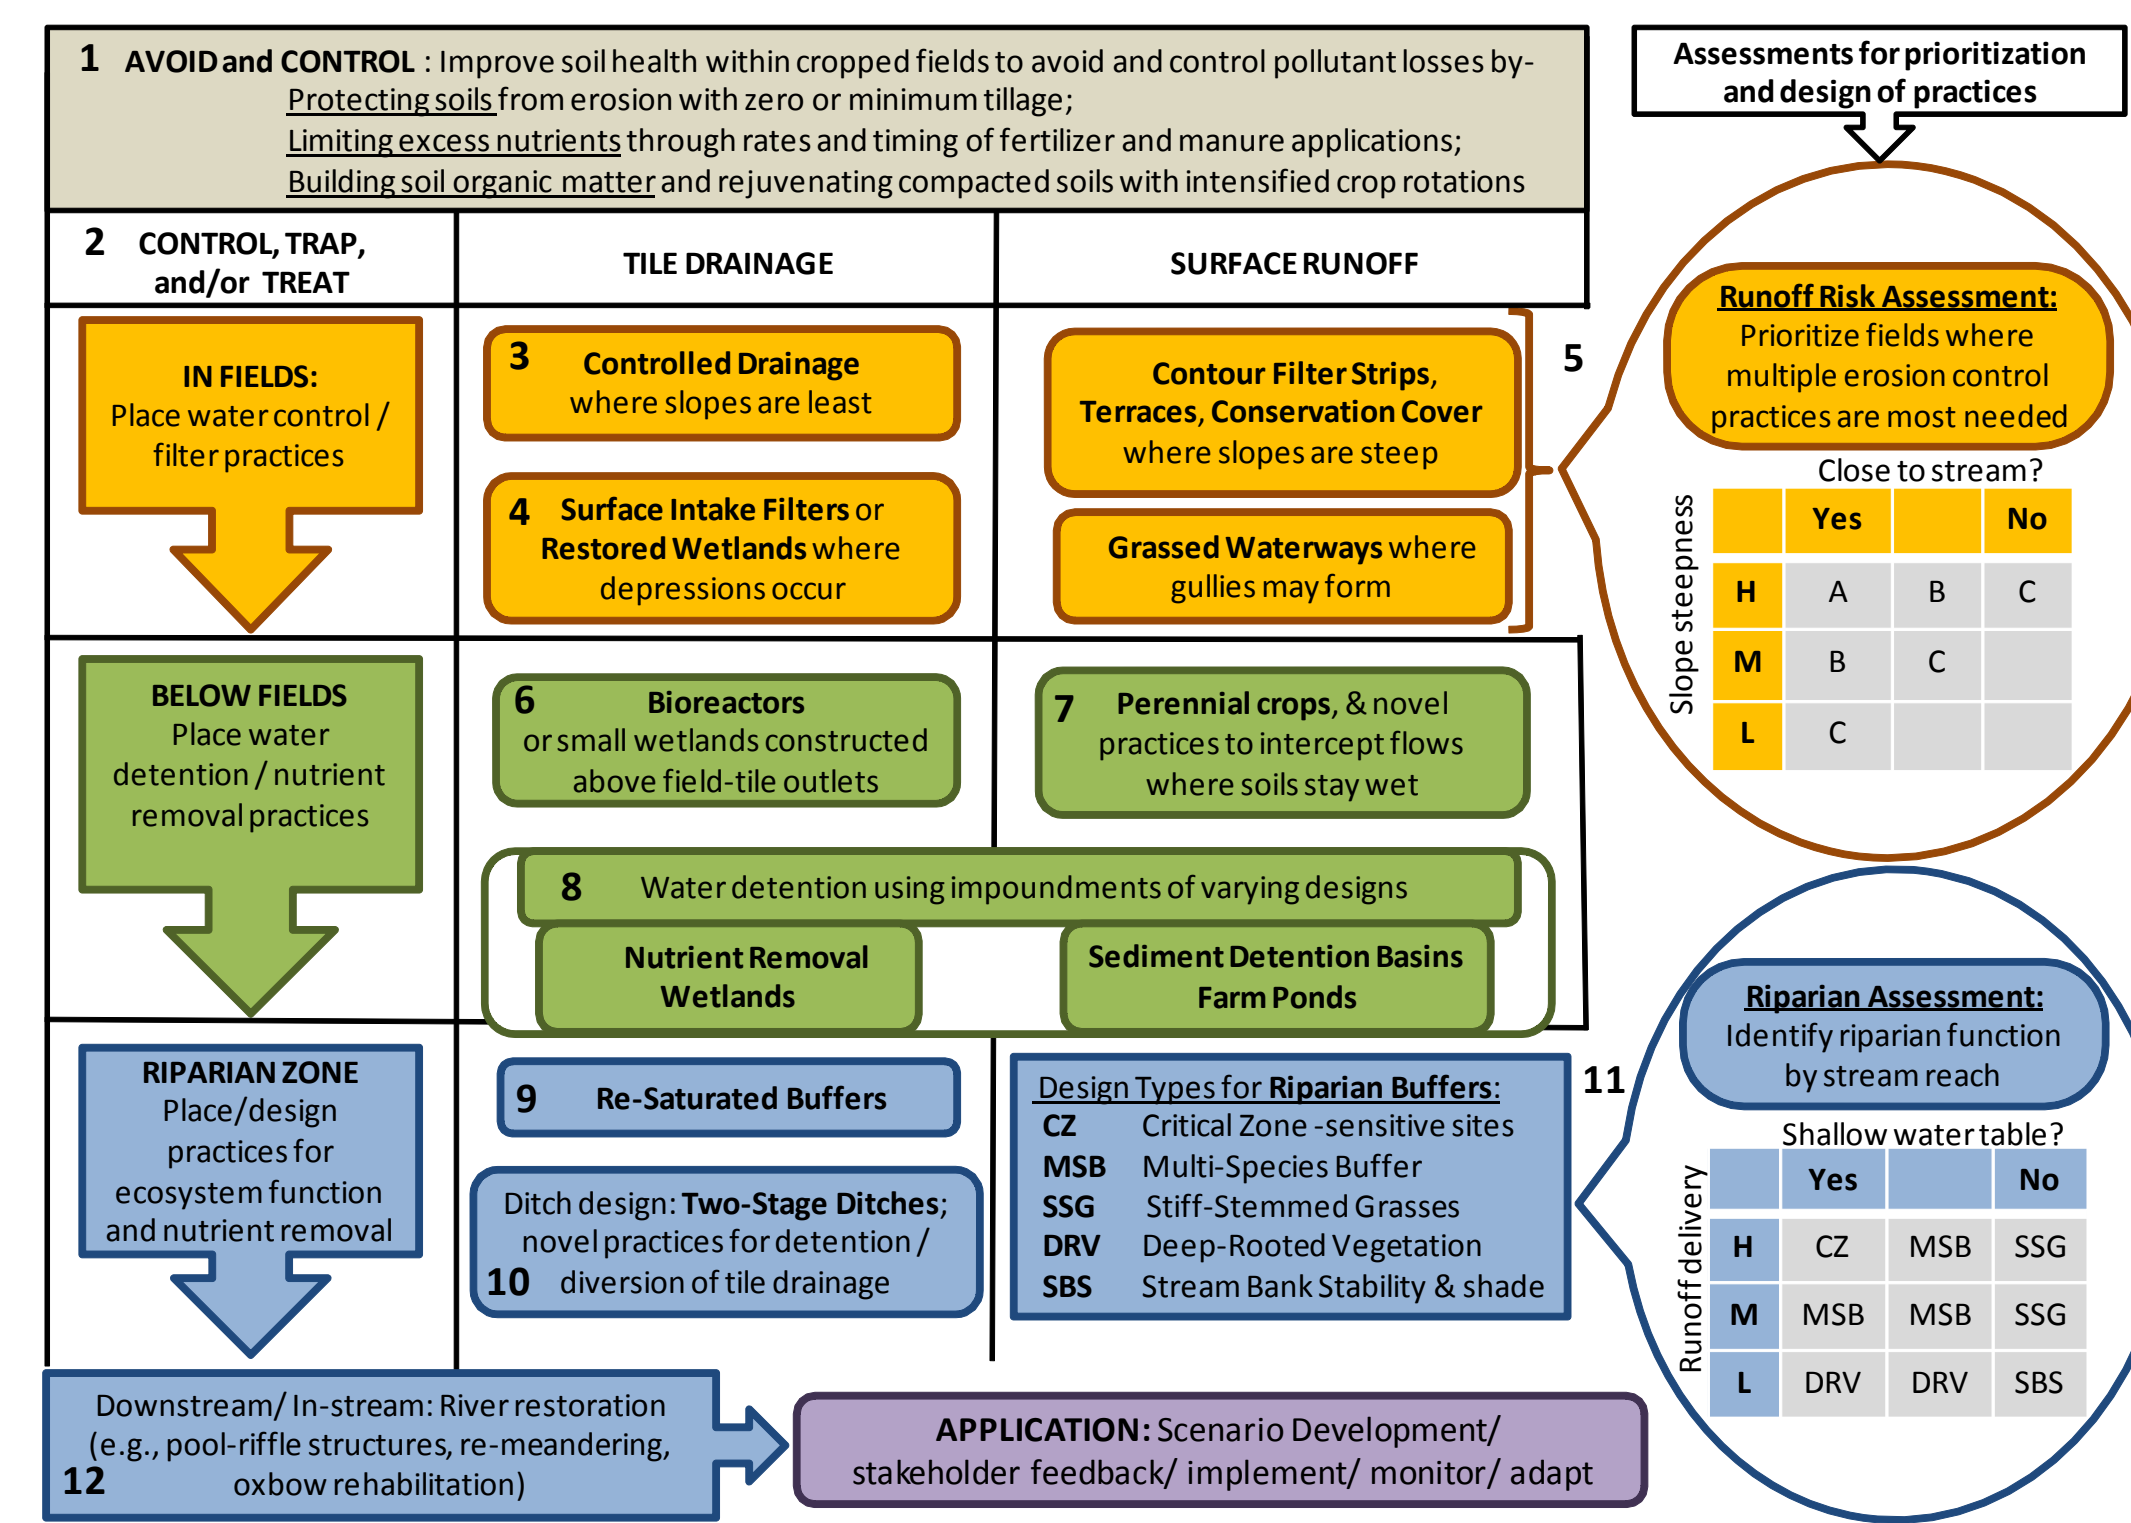 1 AVOID and CONTROL : Improve soil health within cropped fields to avoid and control pollutant losses by-
Protecting soils from erosion with zero or minimum tillage;
Limiting excess nutrients through rates and timing of fertilizer and manure applications;
Building soil organic matter and rejuvenating compacted soils with intensified crop rotations
2 CONTROL, TRAP,
and/or TREAT
TILE DRAINAGE
SURFACE RUNOFF
IN FIELDS:
Place water control /
filter practices
3 Controlled Drainage
where slopes are least
4 Surface Intake Filters or
Restored Wetlands where
depressions occur
Contour Filter Strips,
Terraces, Conservation Cover
where slopes are steep
Grassed Waterways where
gullies may form
5
BELOW FIELDS
Place water
detention / nutrient
removal practices
6 Bioreactors
or small wetlands constructed
above field-tile outlets
7 Perennial crops, & novel
practices to intercept flows
where soils stay wet
8 Water detention using impoundments of varying designs
Nutrient Removal
Wetlands
Sediment Detention Basins
Farm Ponds
RIPARIAN ZONE
Place/design
practices for
ecosystem function
and nutrient removal
9 Re-Saturated Buffers
Ditch design: Two-Stage Ditches;
novel practices for detention /
10 diversion of tile drainage
Design Types for Riparian Buffers:
CZ Critical Zone -sensitive sites
MSB Multi-Species Buffer
SSG Stiff-Stemmed Grasses
DRV Deep-Rooted Vegetation
SBS Stream Bank Stability & shade
11
Downstream/ In-stream: River restoration
(e.g., pool-riffle structures, re-meandering,
12 oxbow rehabilitation)
APPLICATION: Scenario Development/
stakeholder feedback/ implement/ monitor/ adapt
Assessments for prioritization
and design of practices
Runoff Risk Assessment:
Prioritize fields where
multiple erosion control
practices are most needed
Close to stream?
Slope steepness
Yes No
H A B C
M B C
L C
Riparian Assessment:
Identify riparian function
by stream reach
Shallow water table?
Runoff delivery
Yes No
H CZ MSB SSG
M MSB MSB SSG
L DRV DRV SBS